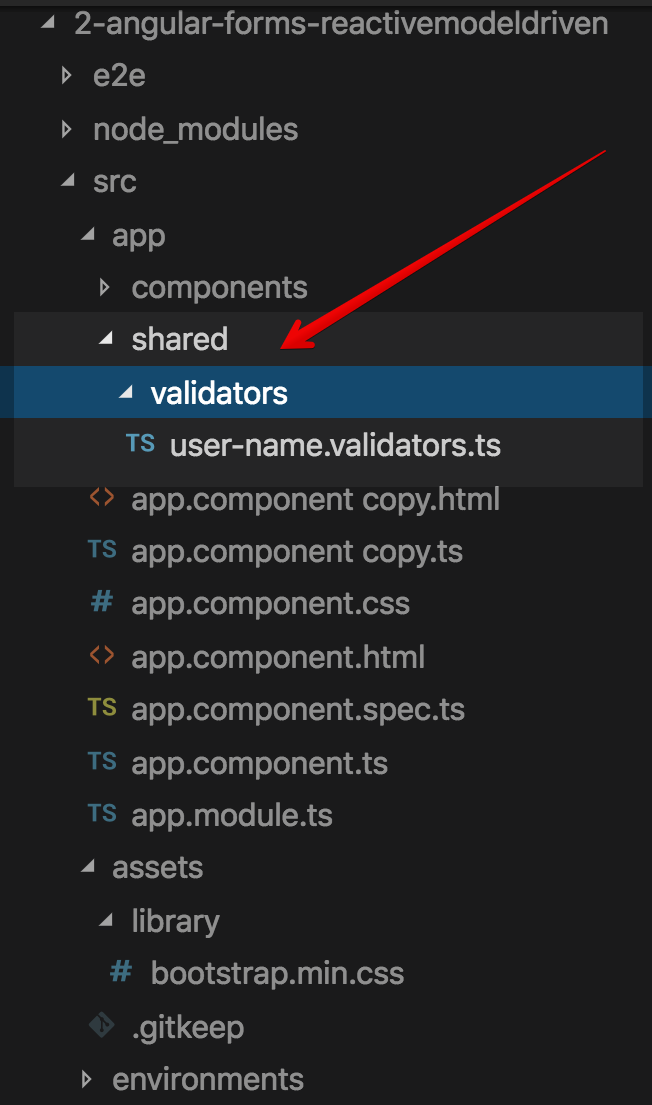 2-angular-forms-reactivemodeldriven
e2e
node_modules
src
app
components
shared
validators
TS user-name.validators.ts
<> app.component copy.html
TS app.component copy.ts
# app.component.css
<> app.component.html
TS app.component.spec.ts
TS app.component.ts
TS app.module.ts
assets
library
# bootstrap.min.css
.gitkeep
environments